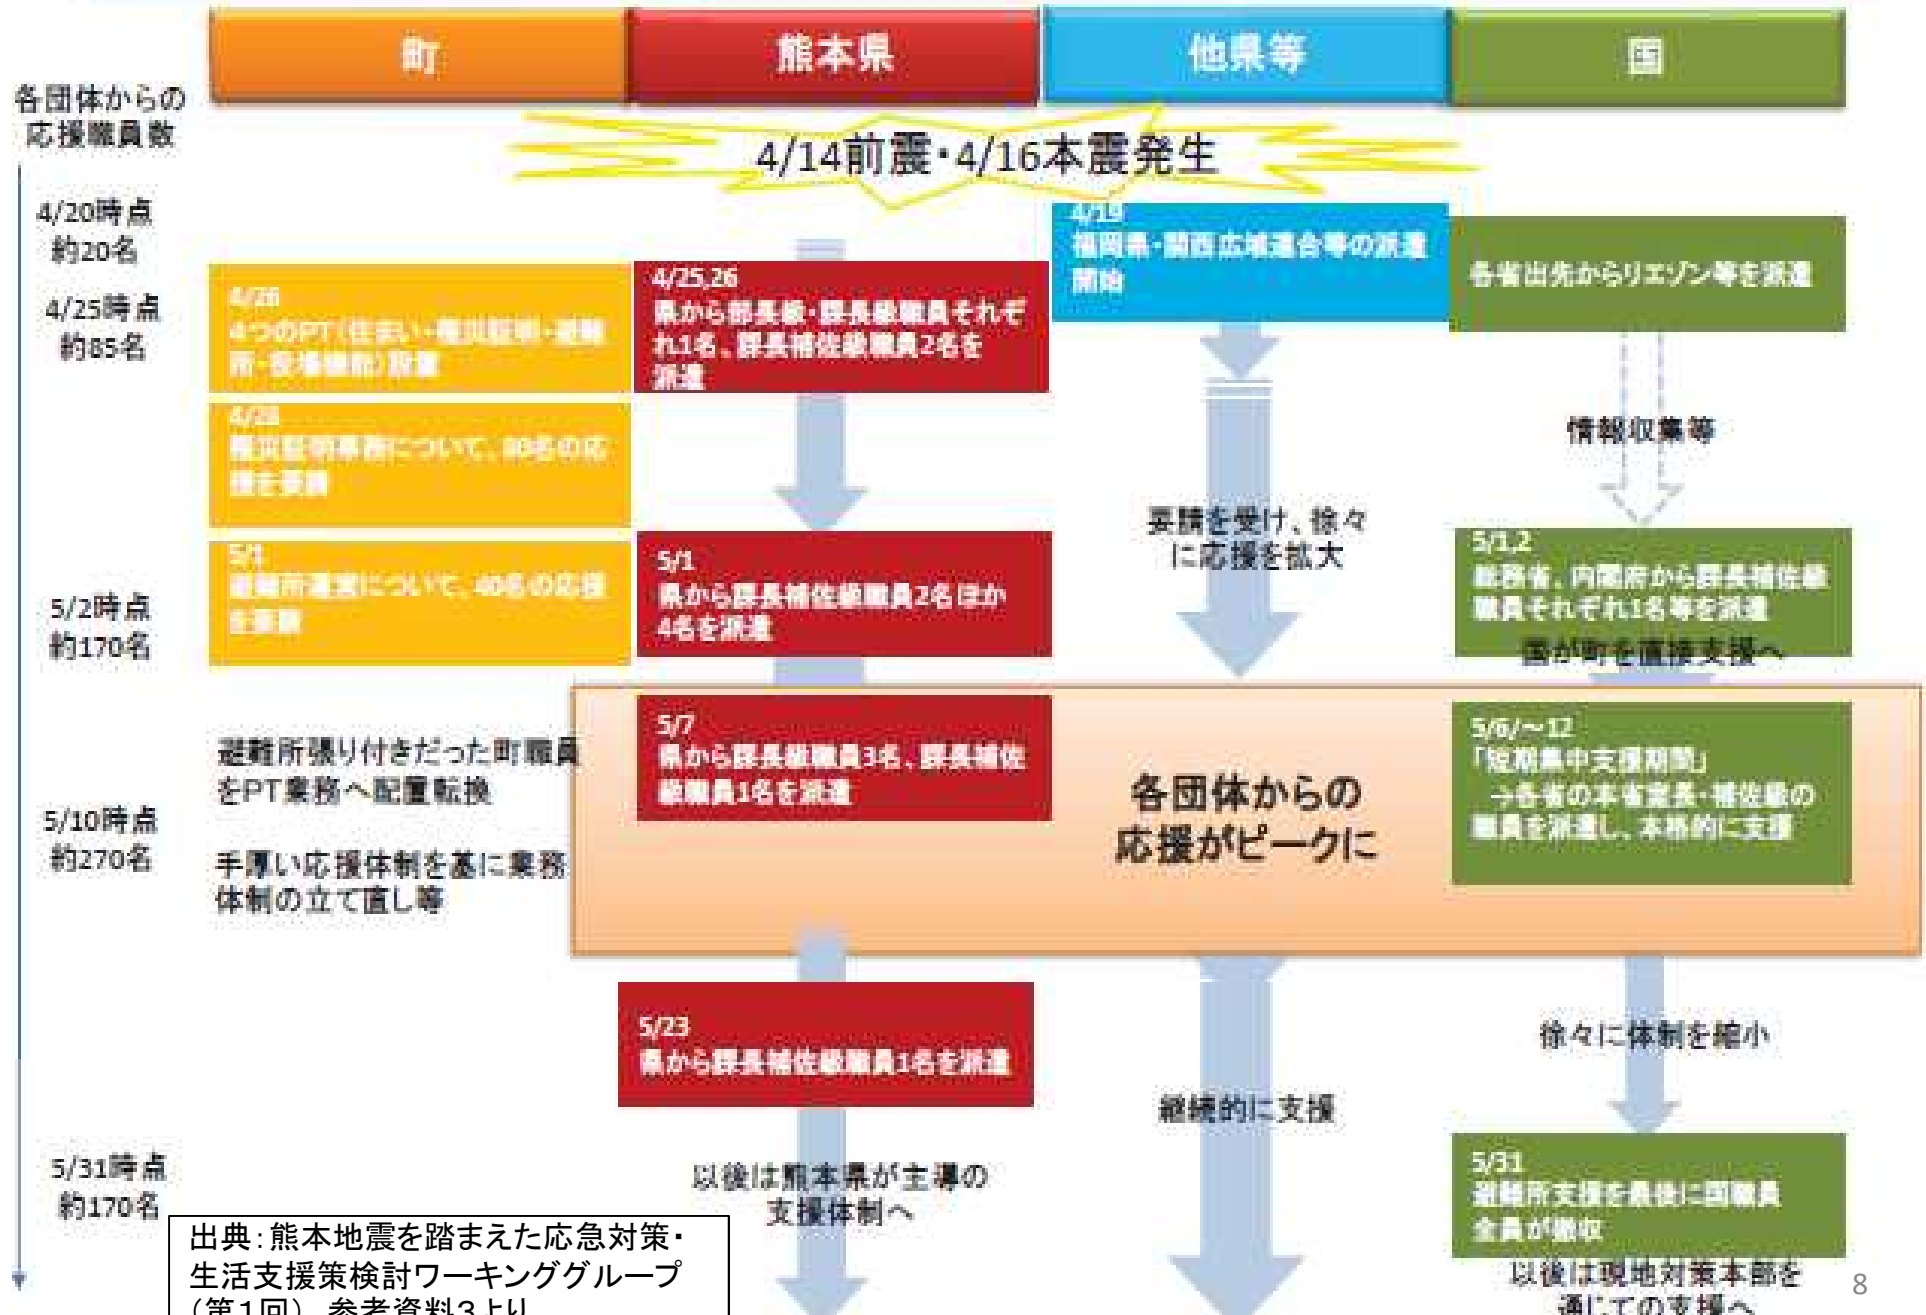 町
熊本県
他県等
国
各団体からの
応援職員数
4/14前震・4/16本震発生
4/20時点
約20名
4/25時点
約85名
5/2時点
約170名
5/10時点
約270名
5/31時点
約170名
4/26
4つのPT(住まい・罹災証明・避難
所・役場機能)設置
4/28
罹災証明事務について、80名の応
援を要請
5/1
避難所運営について、40名の応援
を要請
避難所張り付きだった町職員
をPT業務へ配置転換
手厚い応援体制を基に業務
体制の立て直し等
4/25,26
県から部長級・課長級職員それぞ
れ1名、課長補佐級職員2名を
派遣
5/1
県から課長補佐級職員2名ほか
4名を派遣
5/7
県から課長級職員3名、課長補佐
級職員1名を派遣
5/23
県から課長補佐級職員1名を派遣
以後は熊本県が主導の
支援体制へ
4/19
福岡県・関西広域連合等の派遣
開始
要請を受け、徐々
に応援を拡大
各団体からの
応援がピークに
継続的に支援
各省出先からリエゾン等を派遣
情報収集等
5/1,2
総務省、内閣府から課長補佐級
職員それぞれ1名等を派遣
国が町を直接支援へ
5/6/～12
「短期集中支援期間」
→各省の本省室長・補佐級の
職員を派遣し、本格的に支援
徐々に体制を縮小
5/31
避難所支援を最後に国職員
全員が撤収
以後は現地対策本部を
通じての支援へ
出典：熊本地震を踏まえた応急対策・
生活支援策検討ワーキンググループ
(第1回) 参考資料3より
8